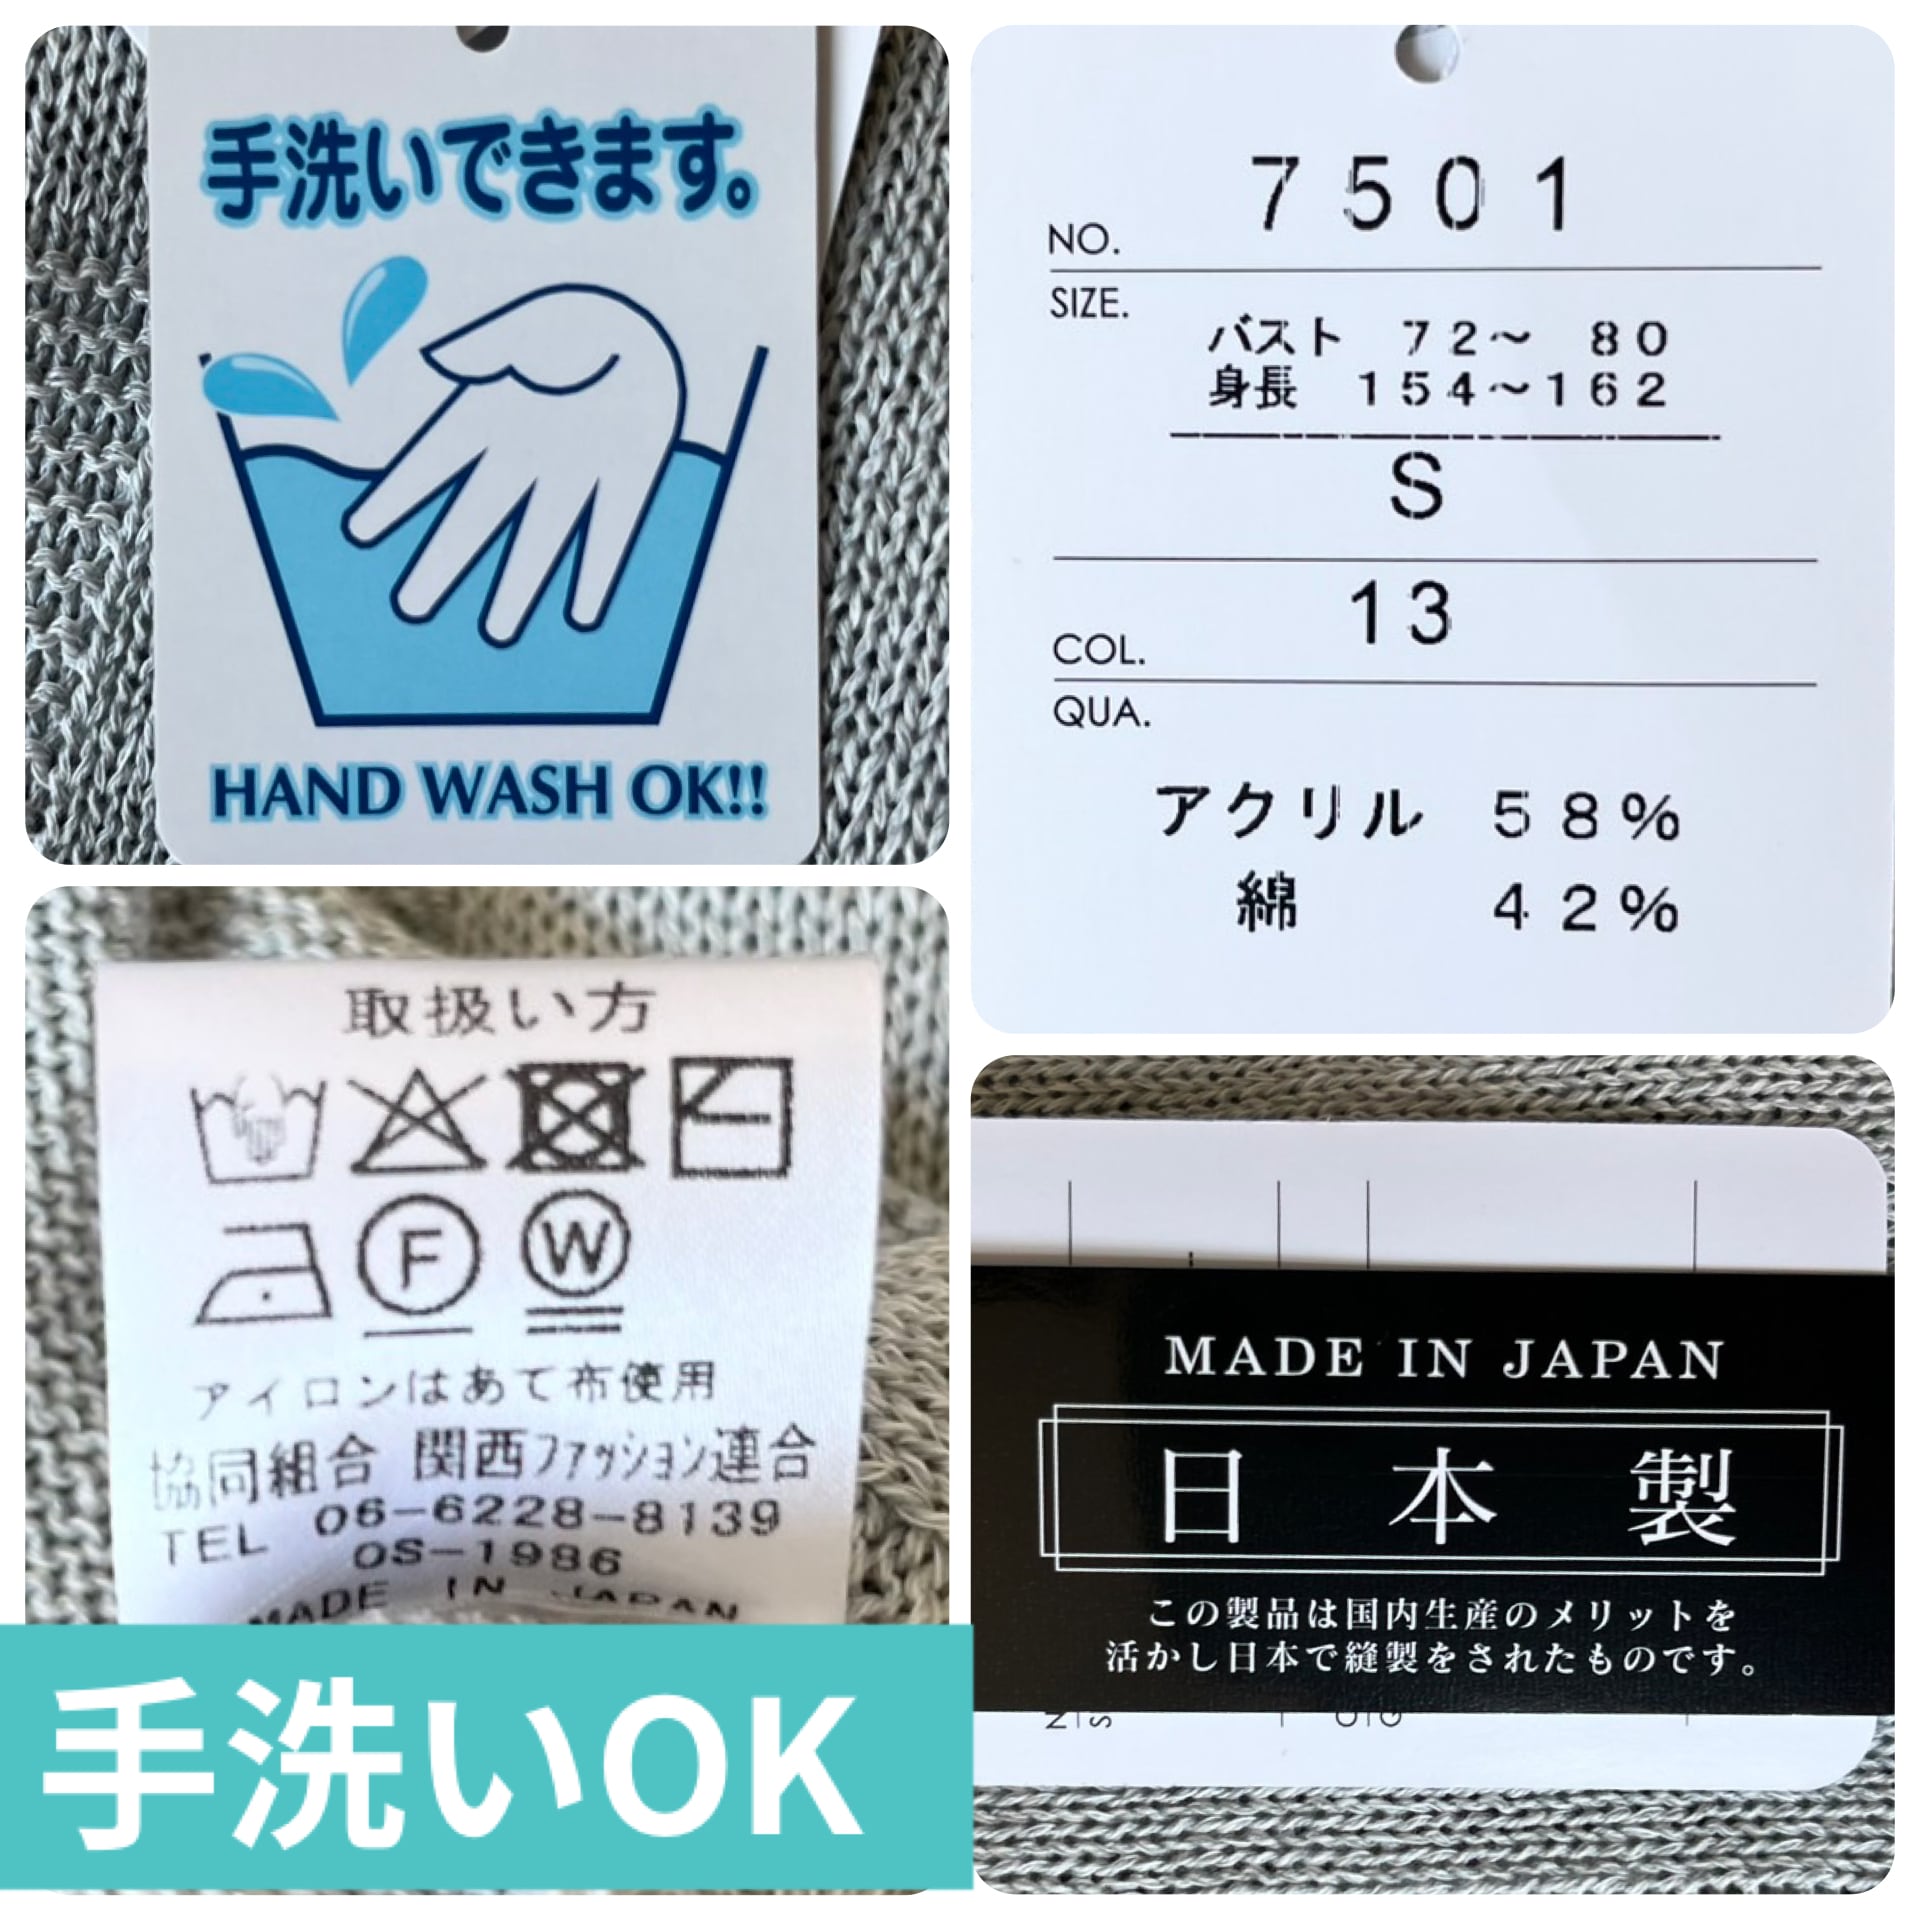 手洗いできます。
HAND WASH OK!!
NO. 7501
SIZE.
バスト 72～ 80
身長 154～162
S
COL. 13
QUA.
アクリル 58%
綿 42%
取扱い方
F W
アイロンはあて布使用
協同組合 関西ファッション連合
TEL 06-6228-8139
OS-1986
MADE IN JAPAN
MADE IN JAPAN
日本製
この製品は国内生産のメリットを
活かし日本で縫製をされたものです。
手洗いOK